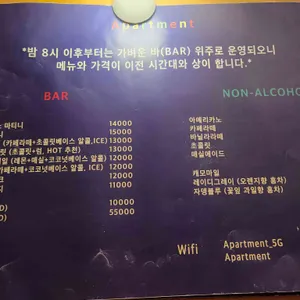 Apartment
*밤 8시 이후부터는 가벼운 바(BAR) 위주로 운영되오니
메뉴와 가격이 이전 시간대와 상이 합니다.*
BAR
마티니 14000
15000
(카페라떼+초콜릿베이스 알콜,ICE) 13000
(초콜릿+럼, HOT 추천) 13000
(레몬+매실+코코넛베이스 알콜) 12000
카페라떼+코코넛베이스 알콜, ICE) 12000
12000
11000
10000
55000
NON-ALCOHO
아메리카노
카페라떼
바닐라라떼
초콜릿
매실에이드
캐모마일
레이디그레이 (오렌지향 홍차)
자영블루 (꽃잎 과일향 홍차)
Wifi Apartment_5G
Apartment